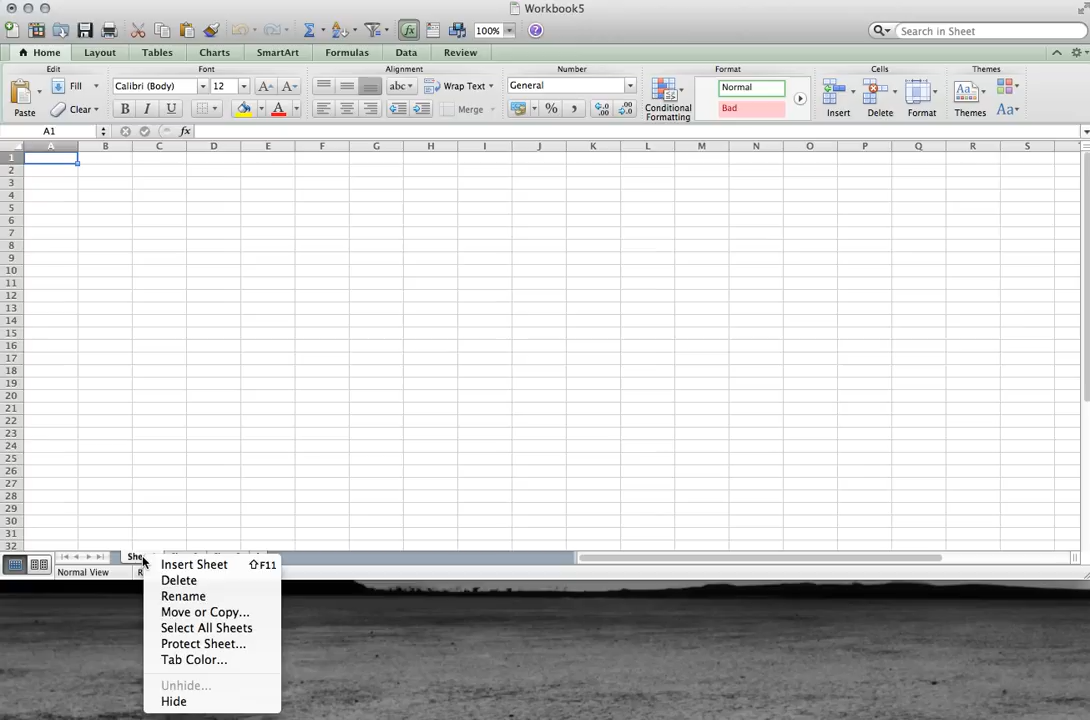 Workbook5
100%
Search in Sheet
Home Layout Tables Charts SmartArt Formulas Data Review
Edit Font Alignment Number Format Cells Themes
Paste Fill Clear
Calibri (Body) 12
B I U A
abc Wrap Text
Merge
General
%
Conditional Formatting
Normal
Bad
Insert Delete Format Themes Aa
A1 fx
A B C D E F G H I J K L M N O P Q R S
1
2
3
4
5
6
7
8
9
10
11
12
13
14
15
16
17
18
19
20
21
22
23
24
25
26
27
28
29
30
31
32
Normal View
Insert Sheet ⇧F11
Delete
Rename
Move or Copy...
Select All Sheets
Protect Sheet...
Tab Color...
Unhide...
Hide